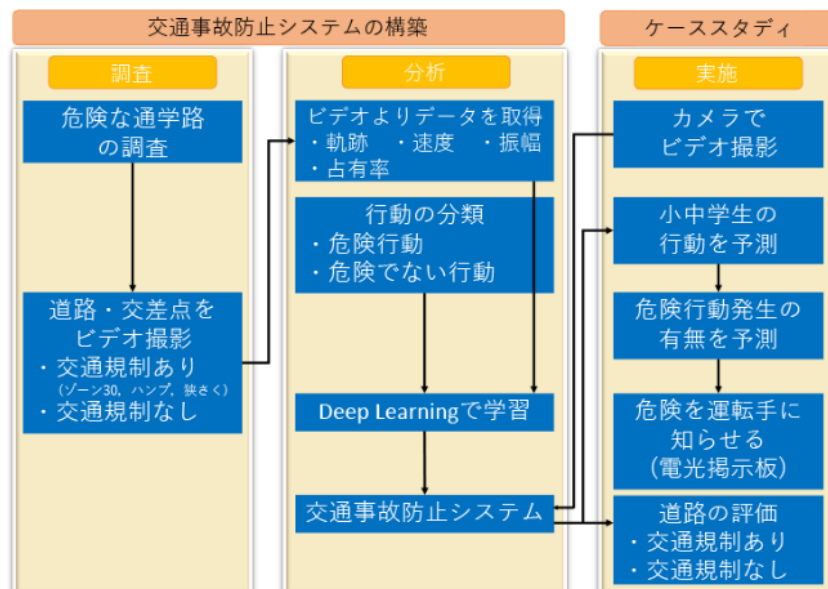 交通事故防止システムの構築
調査
危険な通学路
の調査
道路・交差点を
ビデオ撮影
・交通規制あり
(ゾーン30，ハンプ，狭さく)
・交通規制なし
分析
ビデオよりデータを取得
・軌跡 ・速度 ・振幅
・占有率
行動の分類
・危険行動
・危険でない行動
Deep Learningで学習
交通事故防止システム
ケーススタディ
実施
カメラで
ビデオ撮影
小中学生の
行動を予測
危険行動発生の
有無を予測
危険を運転手に
知らせる
(電光掲示板)
道路の評価
・交通規制あり
・交通規制なし